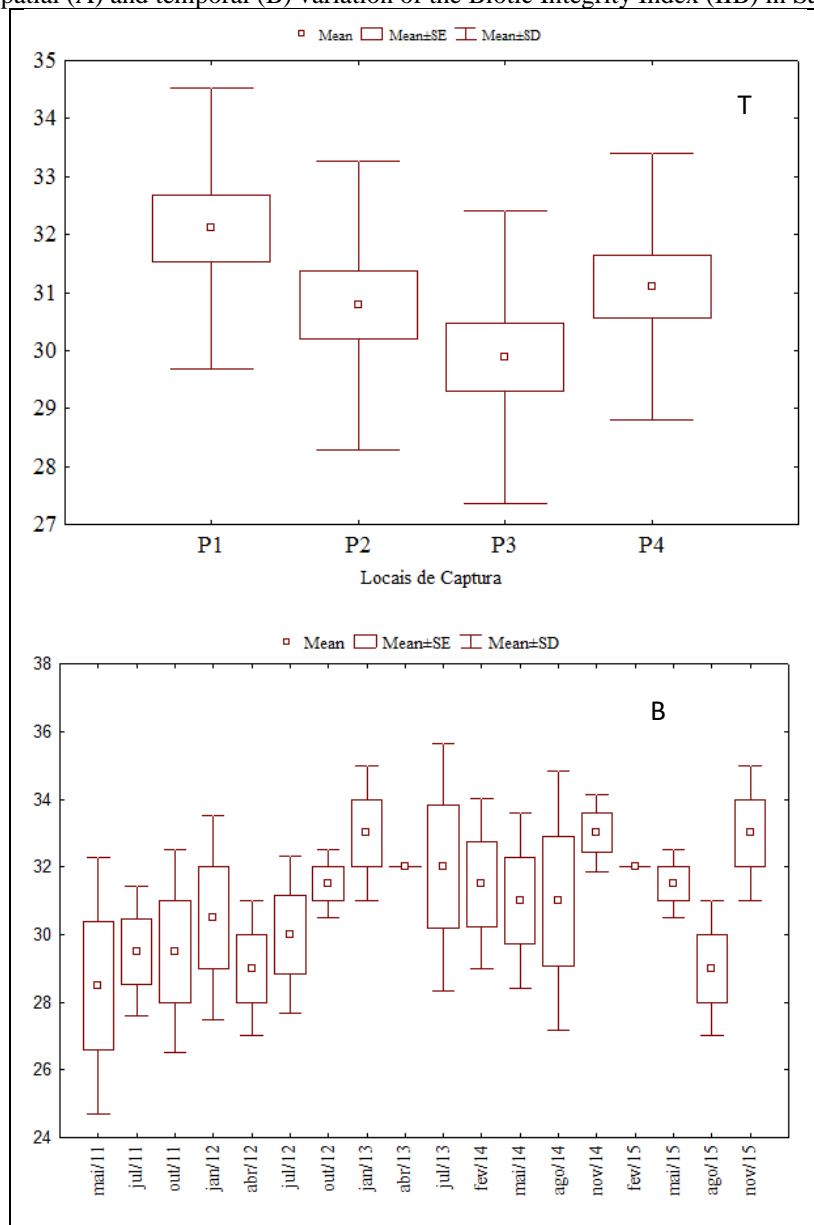 patial (A) and temporal (B) variation of the Biotic Integrity Index (IIB) in
Mean Mean±SE Mean±SD
T
35
34
33
32
31
30
29
28
27
P1 P2 P3 P4
Locais de Captura
Mean Mean±SE Mean±SD
B
38
36
34
32
30
28
26
24
mai/11 jul/11 out/11 jan/12 abr/12 jul/12 out/12 jan/13 abr/13 jul/13 fev/14 mai/14 ago/14 nov/14 fev/15 mai/15 ago/15 nov/15